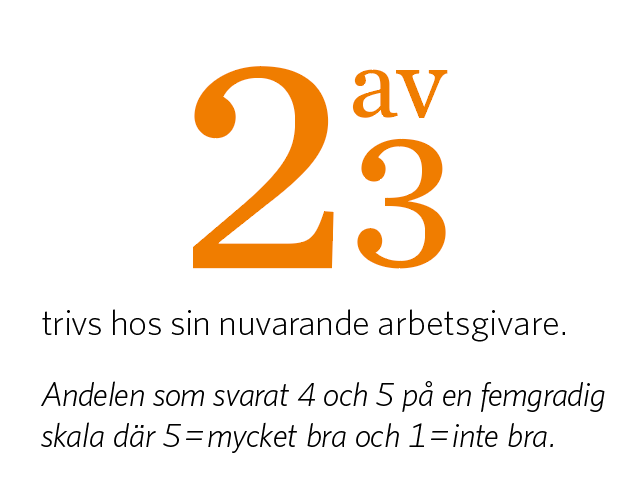 2 av 3
trivs hos sin nuvarande arbetsgivare.
Andelen som svarat 4 och 5 på en femgradig
skala där 5=mycket bra och 1=inte bra.